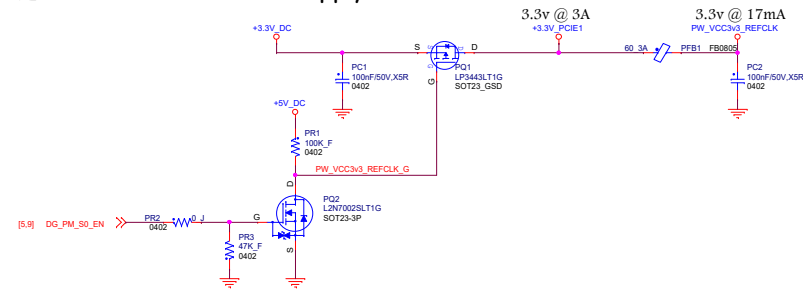 3.3v @ 3A
3.3v @ 17mA
+3.3V_DC
+3.3V_PCIE1
PW_VCC3v3_REFCLK
S
D
60_3A
PFB1
FB0805
PC1
100nF/50V,X5R
0402
G
PQ1
LP3443LT1G
SOT23_GSD
PC2
100nF/50V,X5R
0402
+5V_DC
PR1
100K_F
0402
PW_VCC3v3_REFCLK_G
D
PQ2
L2N7002SLT1G
SOT23-3P
[5,9] DG_PM_S0_EN
PR2
0_J
0402
G
PR3
47K_F
0402
S